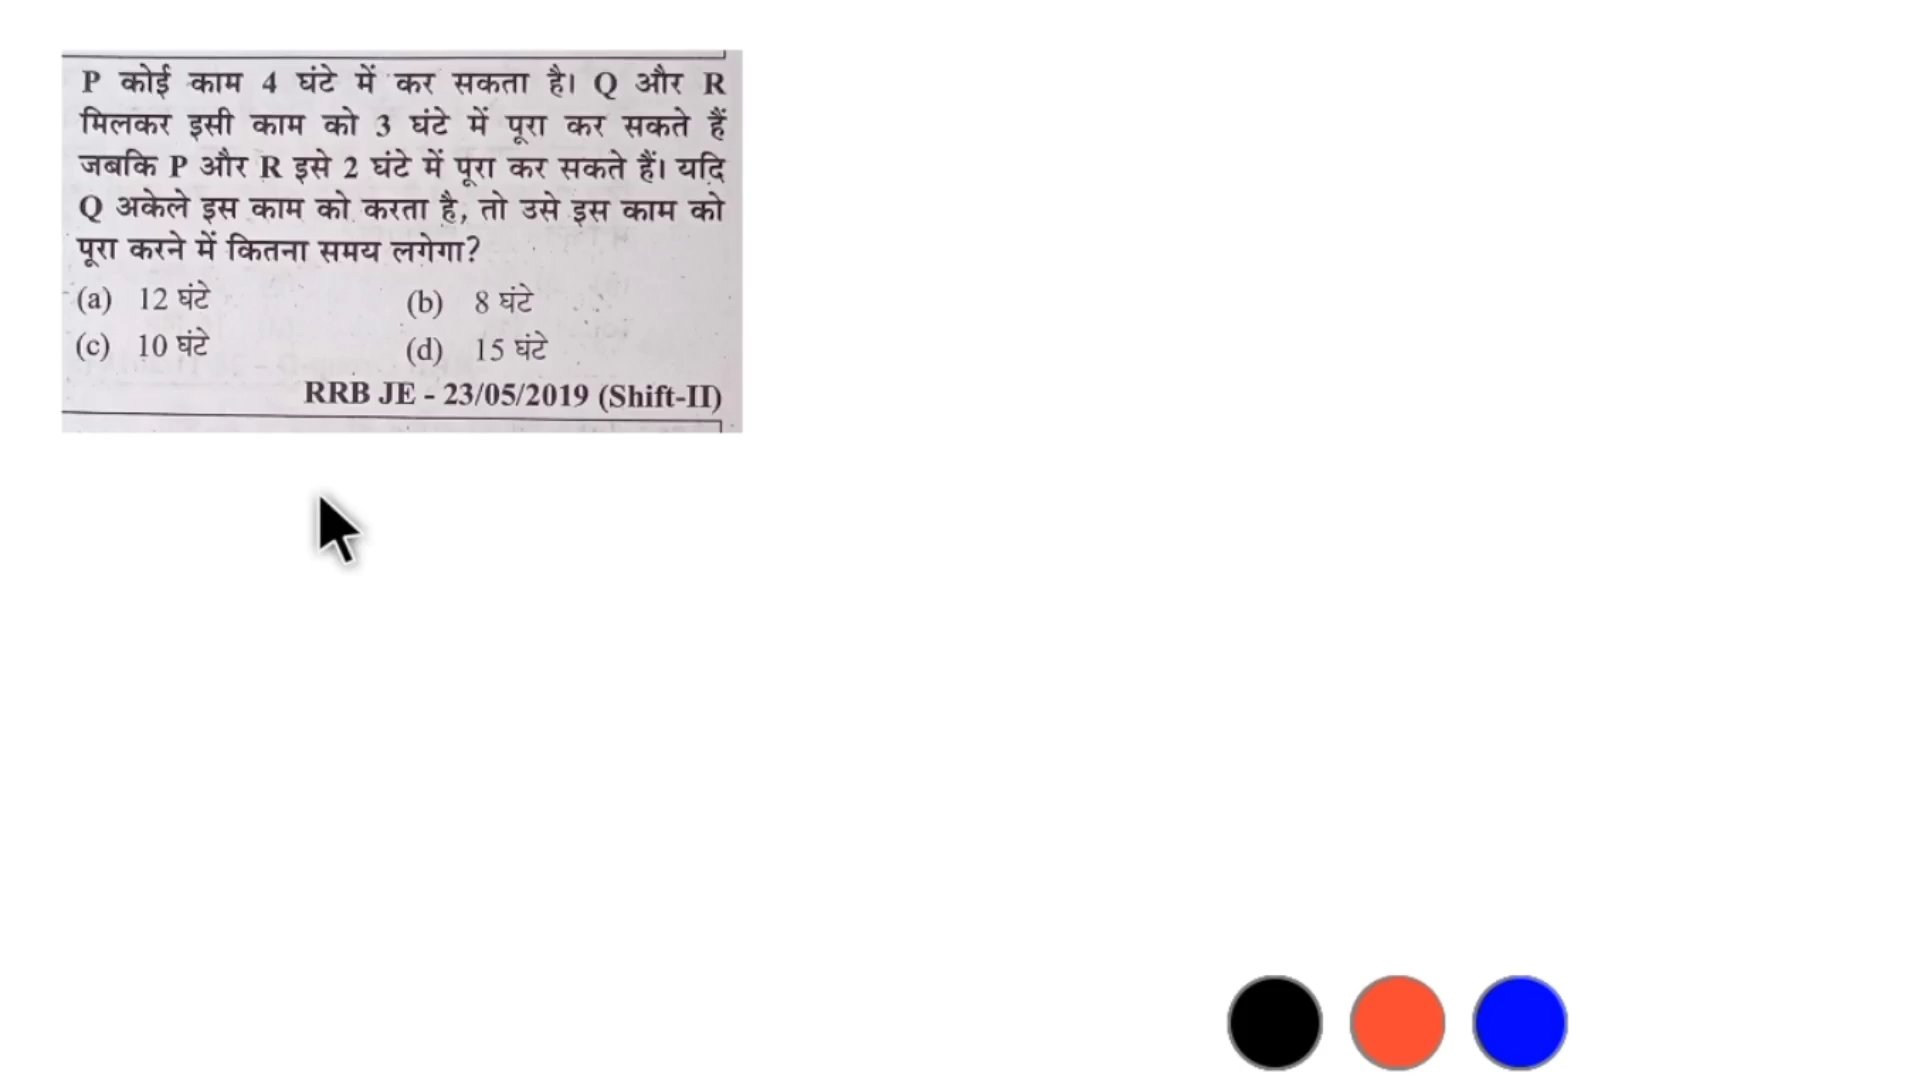 P कोई काम 4 घंटे में कर सकता है। Q और R
मिलकर इसी काम को 3 घंटे में पूरा कर सकते हैं
जबकि P और R इसे 2 घंटे में पूरा कर सकते हैं। यदि
Q अकेले इस काम को करता है, तो उसे इस काम को
पूरा करने में कितना समय लगेगा?
(a) 12 घंटे (b) 8 घंटे
(c) 10 घंटे (d) 15 घंटे
RRB JE - 23/05/2019 (Shift-II)